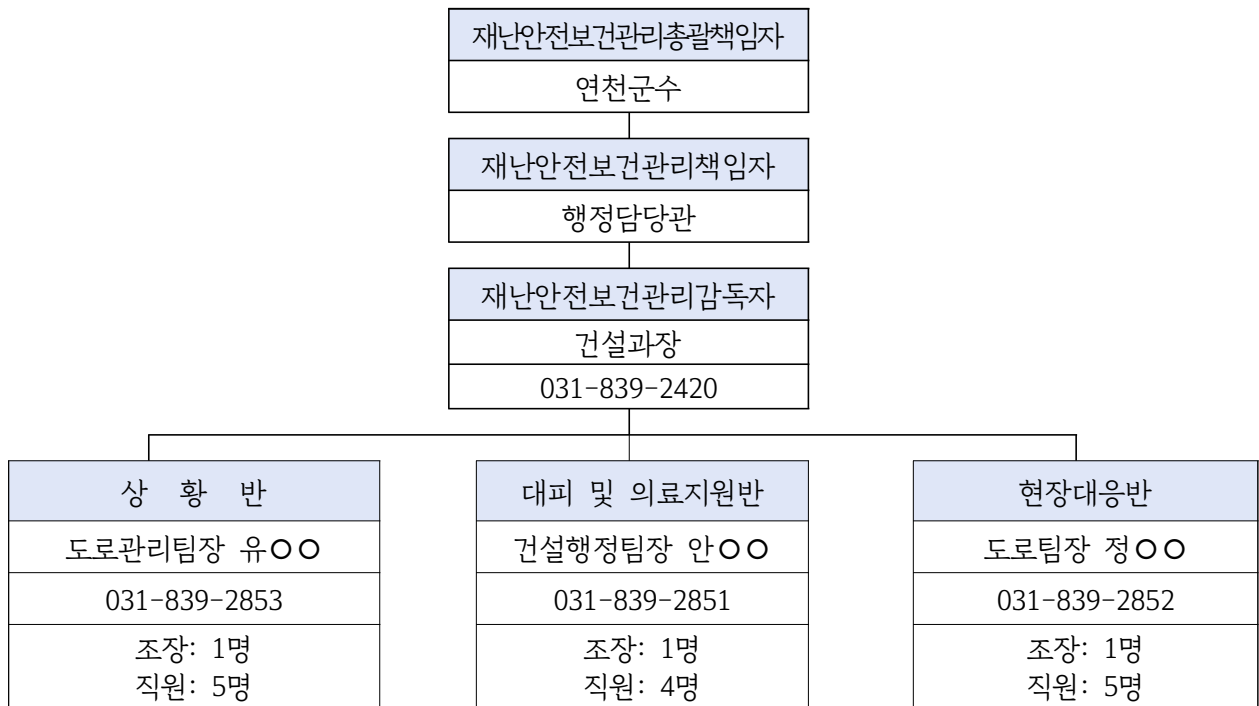 재난안전보건관리총괄책임자
연천군수
재난안전보건관리책임자
행정담당관
재난안전보건관리감독자
건설과장
031-839-2420
상 황 반
도로관리팀장 유○○
031-839-2853
조장: 1명
직원: 5명
대피 및 의료지원반
건설행정팀장 안○○
031-839-2851
조장: 1명
직원: 4명
현장대응반
도로팀장 정○○
031-839-2852
조장: 1명
직원: 5명